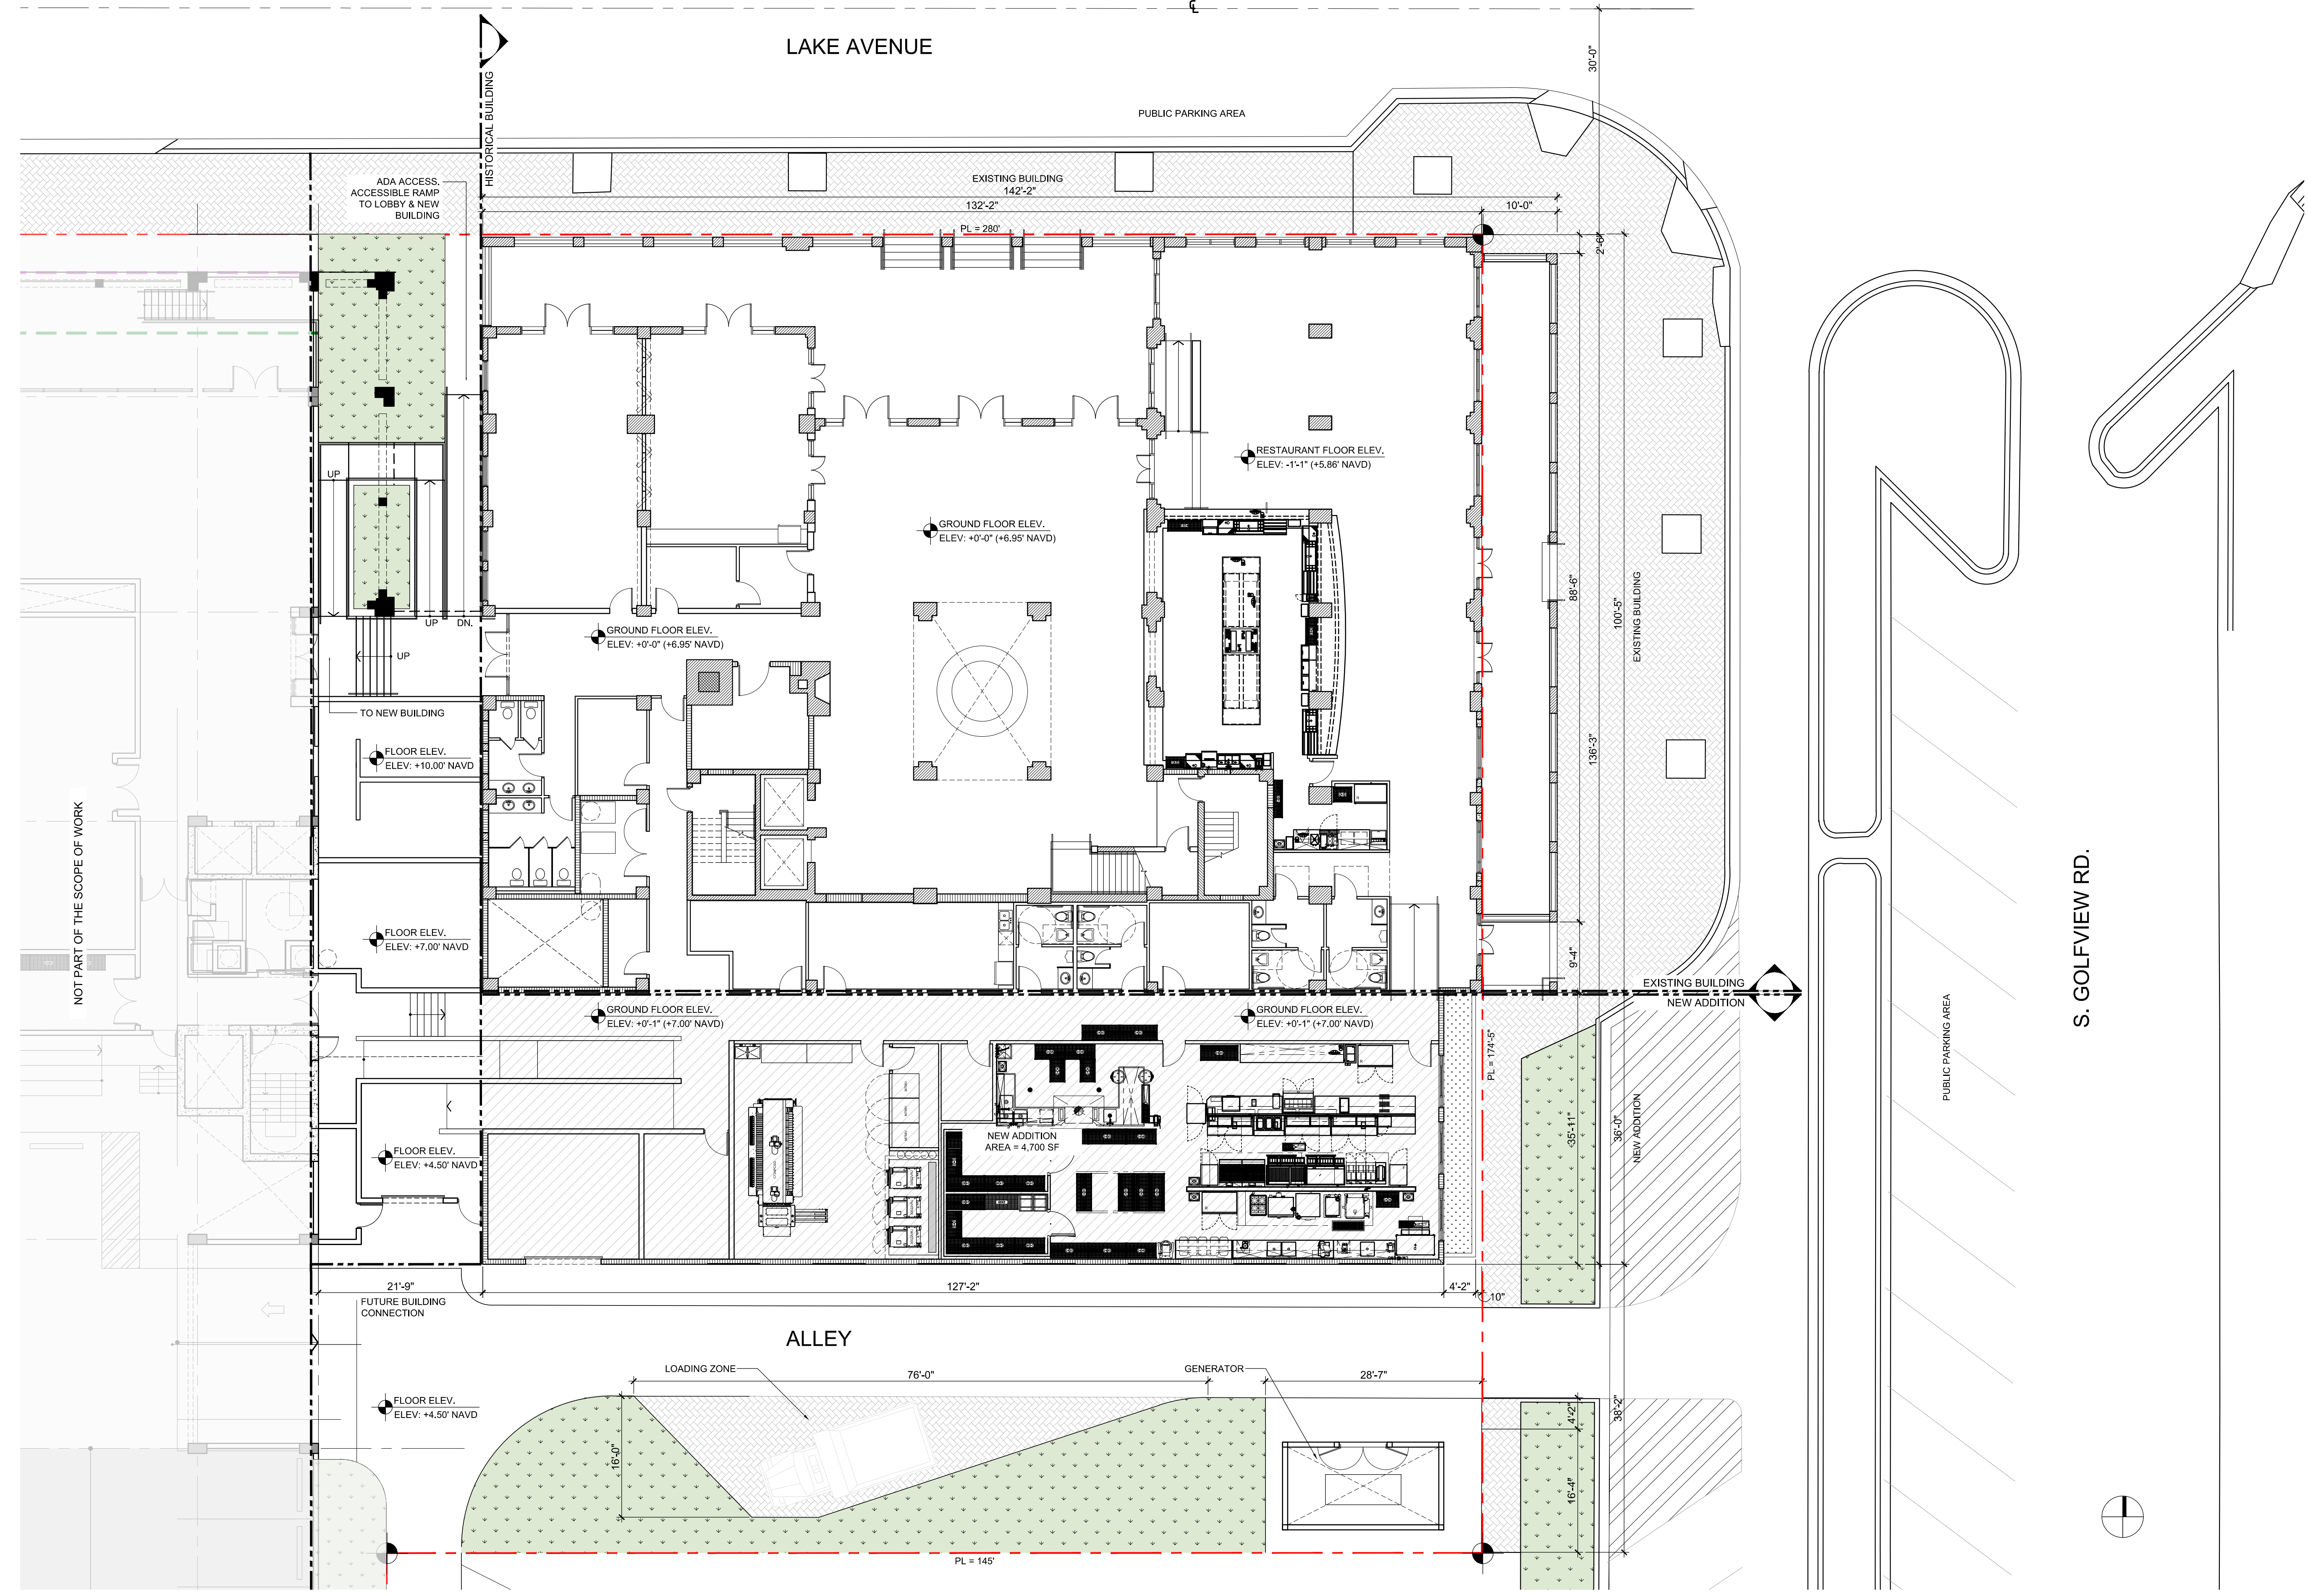 LAKE AVENUE
30'-0"
HISTORICAL BUILDING
PUBLIC PARKING AREA
ADA ACCESS.
ACCESSIBLE RAMP
TO LOBBY & NEW
BUILDING
EXISTING BUILDING
142'-2"
132'-2"
10'-0"
PL = 280'
2'-6"
RESTAURANT FLOOR ELEV.
ELEV: -1'-1" (+5.86' NAVD)
UP
GROUND FLOOR ELEV.
ELEV: +0'-0" (+6.95' NAVD)
88'-6"
100'-5"
EXISTING BUILDING
UP
DN.
GROUND FLOOR ELEV.
ELEV: +0'-0" (+6.95' NAVD)
UP
TO NEW BUILDING
FLOOR ELEV.
ELEV: +10.00' NAVD
136'-3"
NOT PART OF THE SCOPE OF WORK
FLOOR ELEV.
ELEV: +7.00' NAVD
9'-4"
S. GOLFVIEW RD.
EXISTING BUILDING
NEW ADDITION
GROUND FLOOR ELEV.
ELEV: +0'-1" (+7.00' NAVD)
GROUND FLOOR ELEV.
ELEV: +0'-1" (+7.00' NAVD)
PL = 174'-5"
PUBLIC PARKING AREA
NEW ADDITION
AREA = 4,700 SF
35'-11"
36'-0"
NEW ADDITION
FLOOR ELEV.
ELEV: +4.50' NAVD
21'-9"
127'-2"
4'-2"
10"
FUTURE BUILDING
CONNECTION
ALLEY
LOADING ZONE
76'-0"
GENERATOR
28'-7"
FLOOR ELEV.
ELEV: +4.50' NAVD
4'-2"
38'-2"
16'-0"
16'-4"
PL = 145'